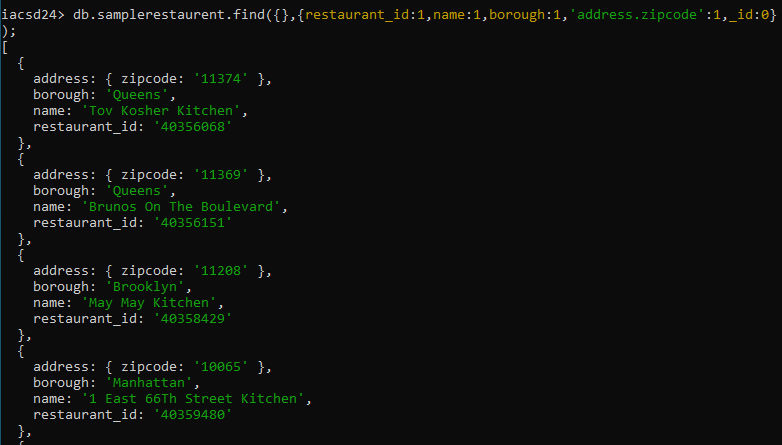 iacsd24> db.samplerestaurent.find({},{restaurant_id:1,name:1,borough:1,'address.zipcode':1,_id:0}
);
[
  {
    address: { zipcode: '11374' },
    borough: 'Queens',
    name: 'Tov Kosher Kitchen',
    restaurant_id: '40356068'
  },
  {
    address: { zipcode: '11369' },
    borough: 'Queens',
    name: 'Brunos On The Boulevard',
    restaurant_id: '40356151'
  },
  {
    address: { zipcode: '11208' },
    borough: 'Brooklyn',
    name: 'May May Kitchen',
    restaurant_id: '40358429'
  },
  {
    address: { zipcode: '10065' },
    borough: 'Manhattan',
    name: '1 East 66Th Street Kitchen',
    restaurant_id: '40359480'
  },
  {